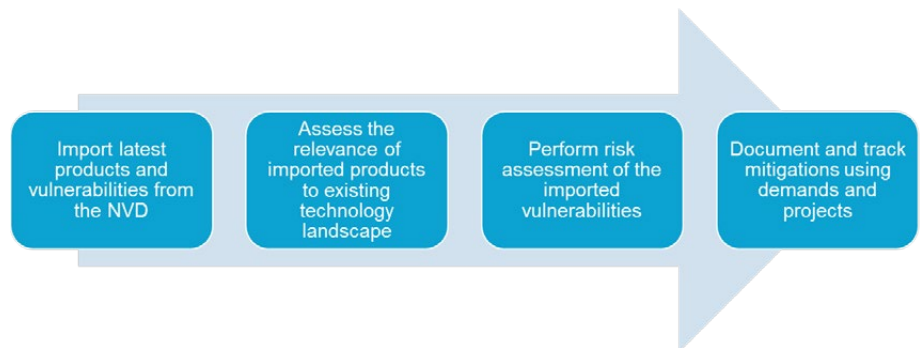 Import latest
products and
vulnerabilities from
the NVD
Assess the
relevance of
imported products
to existing
technology
landscape
Perform risk
assessment of the
imported
vulnerabilities
Document and track
mitigations using
demands and
projects